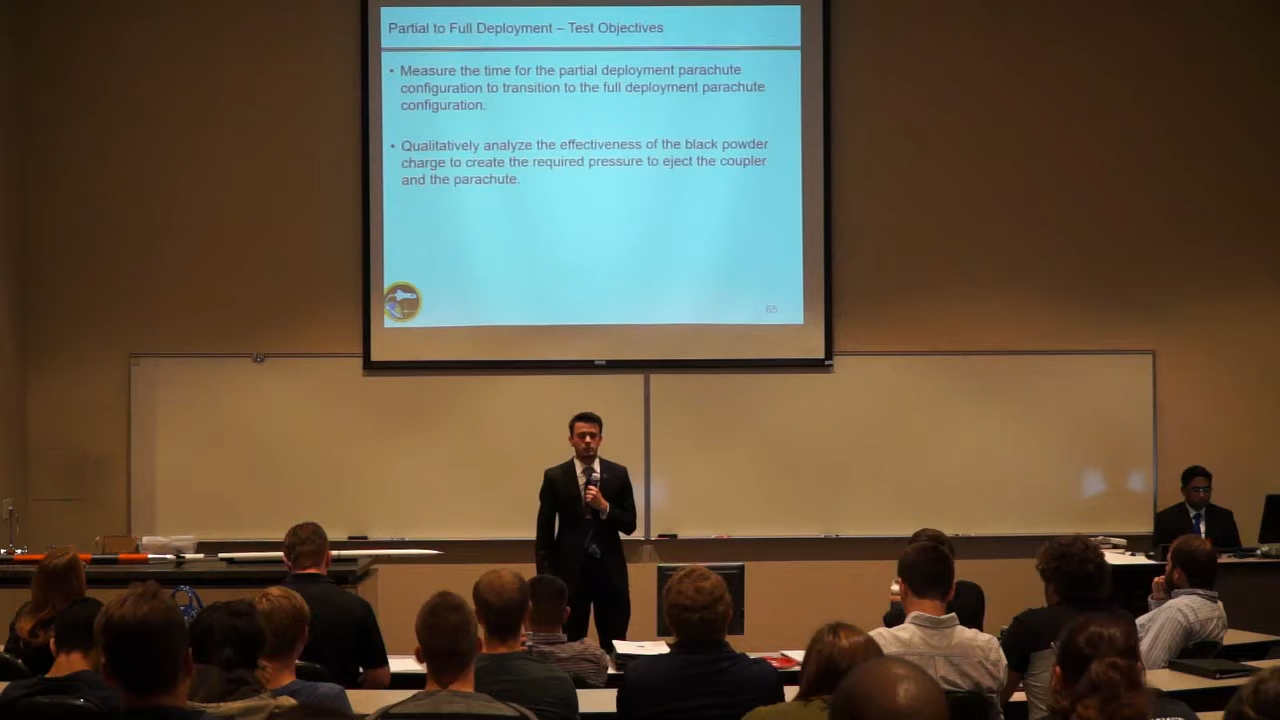 Partial to Full Deployment – Test Objectives
• Measure the time for the partial deployment parachute
configuration to transition to the full deployment parachute
configuration.
• Qualitatively analyze the effectiveness of the black powder
charge to create the required pressure to eject the coupler
and the parachute.
65